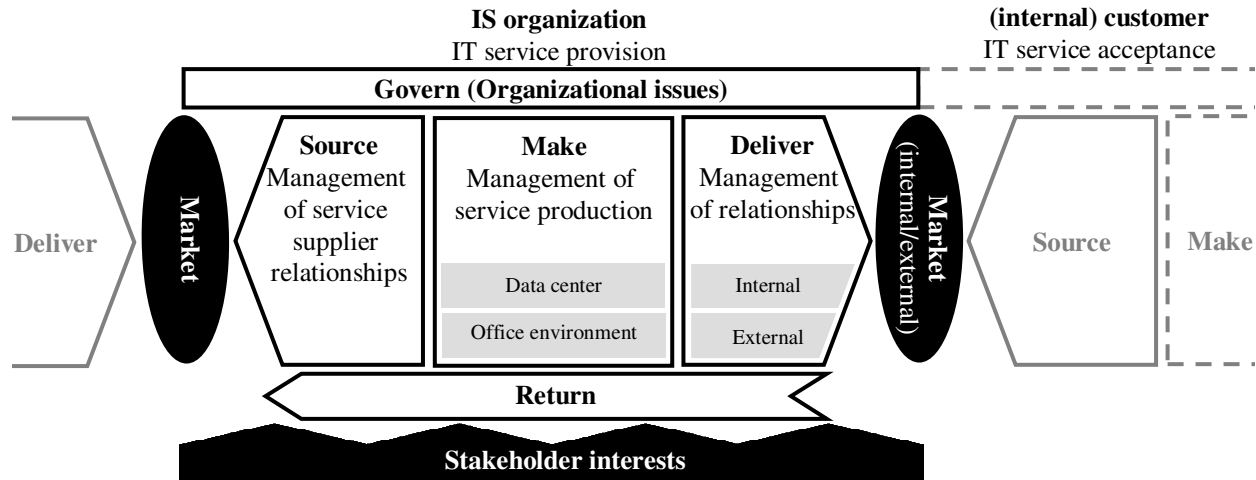 IS organization
IT service provision
(internal) customer
IT service acceptance
Govern (Organizational issues)
Deliver
Market
Source
Management
of service
supplier
relationships
Make
Management of
service production
Data center
Office environment
Deliver
Management
of relationships
Internal
External
Market
(internal/external)
Source
Make
Return
Stakeholder interests